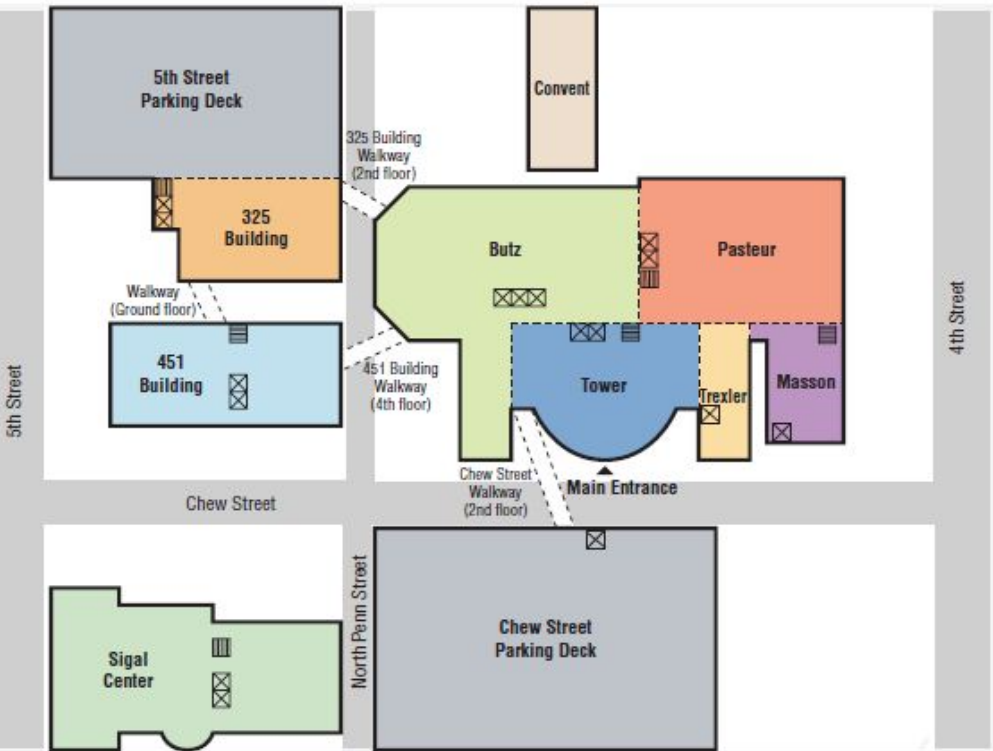 5th Street
Parking Deck
Convent
325 Building
Walkway
(2nd floor)
325
Building
Butz
Pasteur
Walkway
(Ground floor)
4th Street
5th Street
451
Building
451 Building
Walkway
(4th floor)
Tower
Trexler
Masson
Chew Street
Walkway
(2nd floor)
Main Entrance
Chew Street
North Penn Street
Sigal
Center
Chew Street
Parking Deck